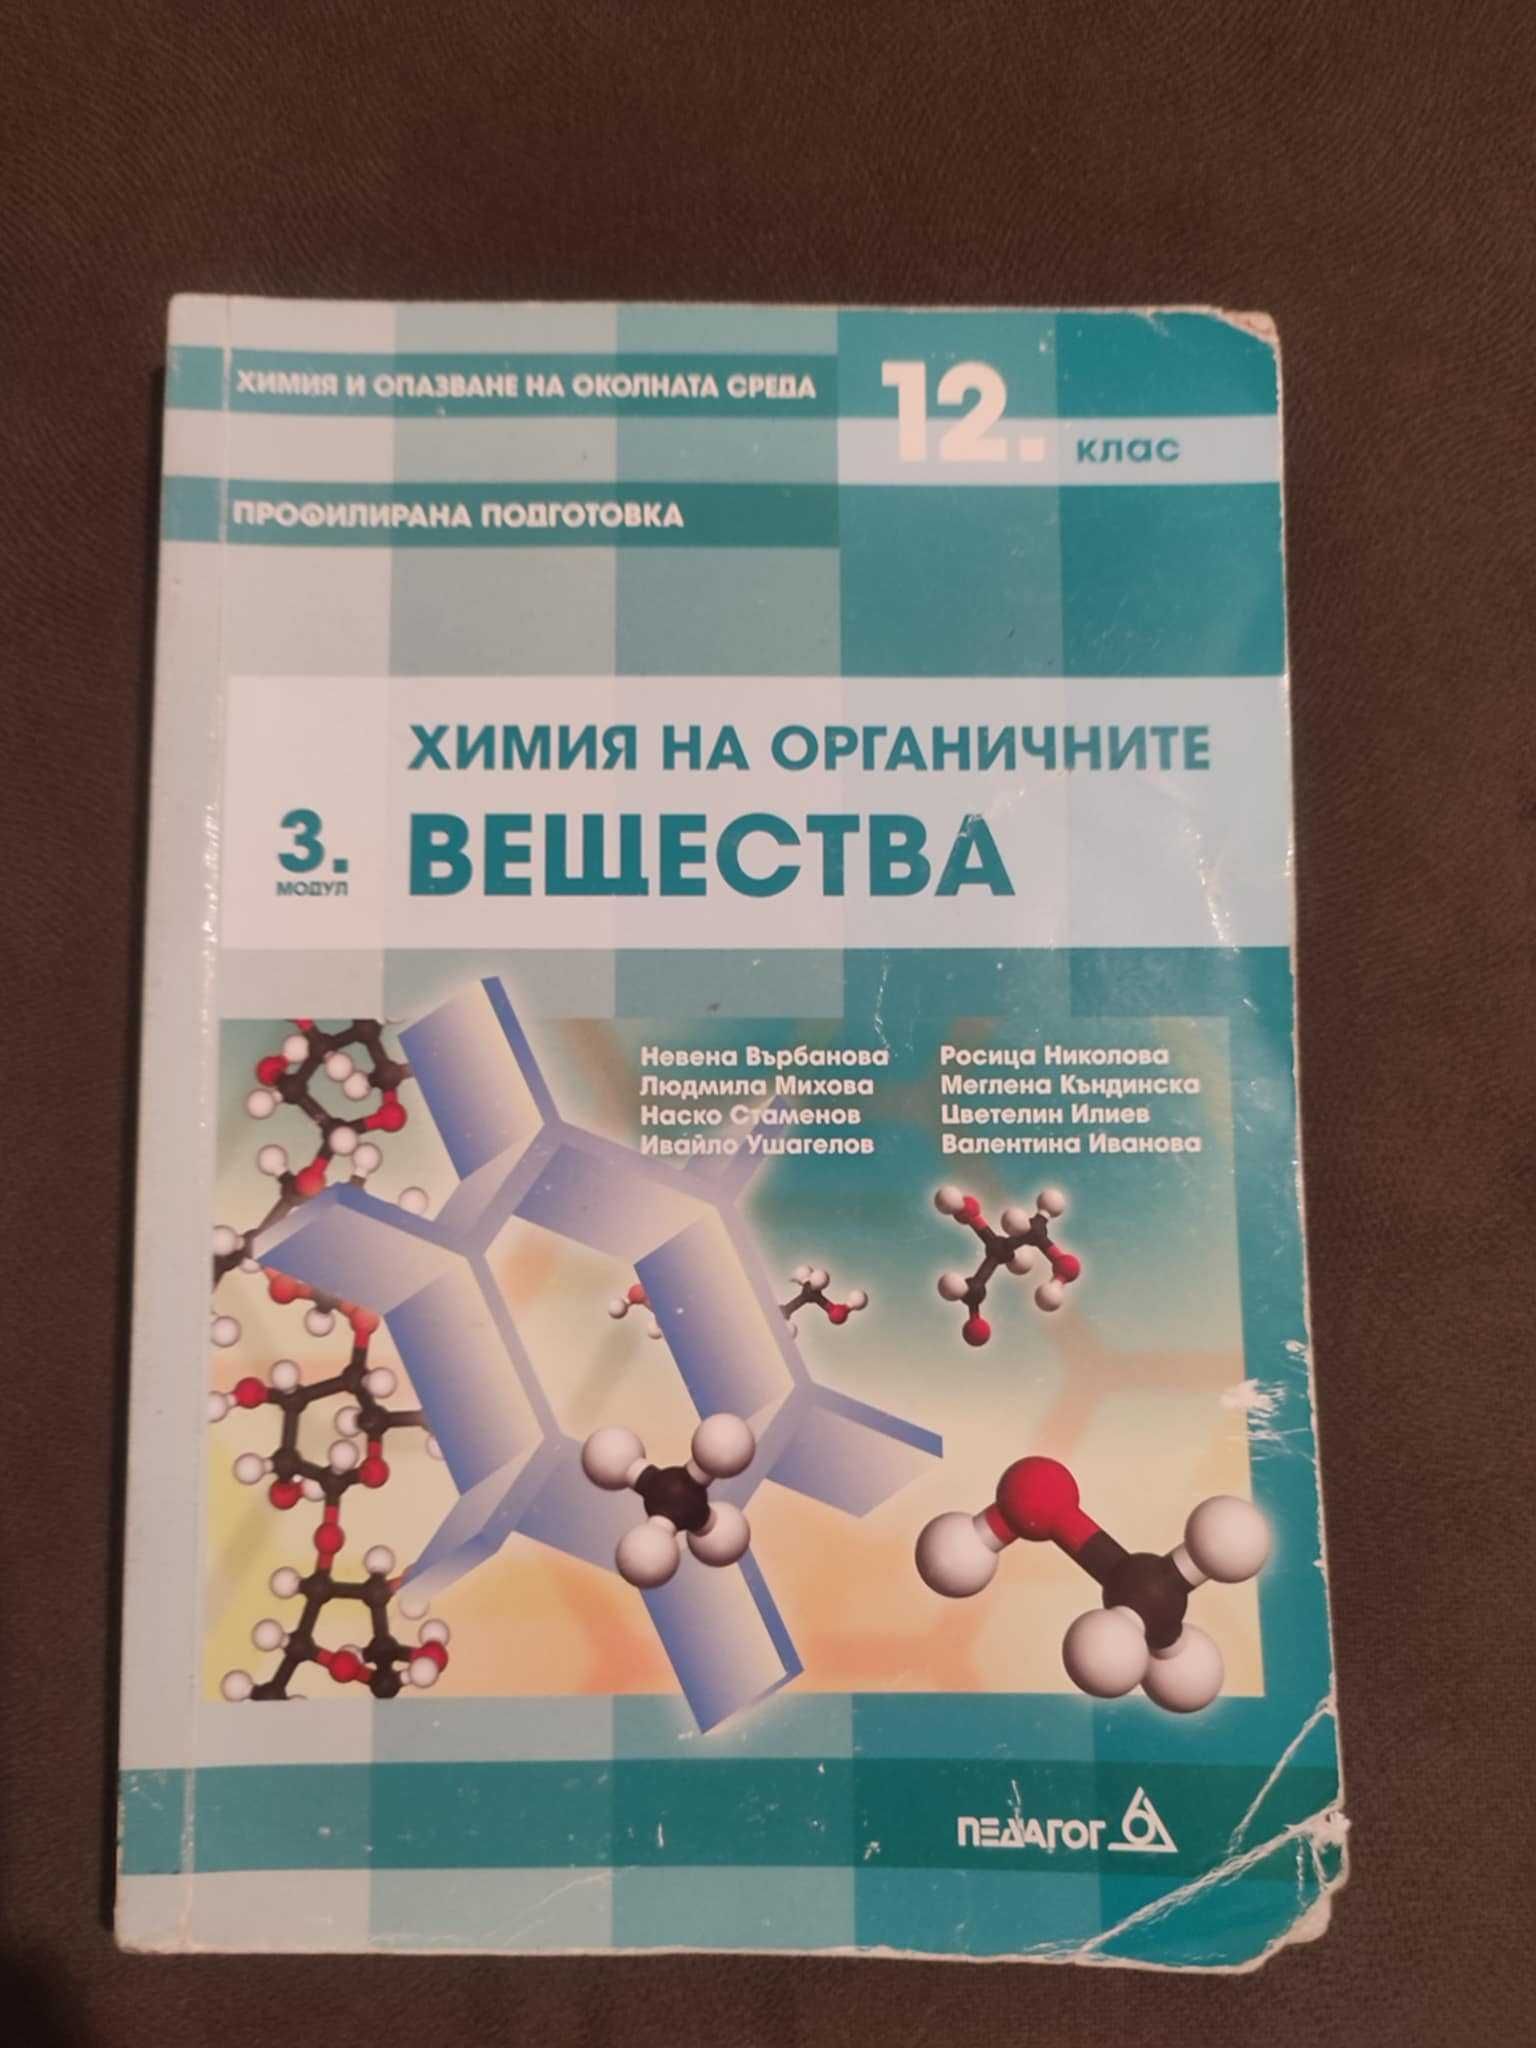 ХИМИЯ И ОПАЗВАНЕ НА ОКОЛНАТА СРЕДА
12. клас
ПРОФИЛИРАНА ПОДГОТОВКА
ХИМИЯ НА ОРГАНИЧНИТЕ
3. ВЕЩЕСТВА
МОДУЛ
Невена Върбанова
Людмила Михова
Наско Стаменов
Ивайло Ушагелов
Росица Николова
Меглена Къндинска
Цветелин Илиев
Валентина Иванова
ПЕДАГОГ 6